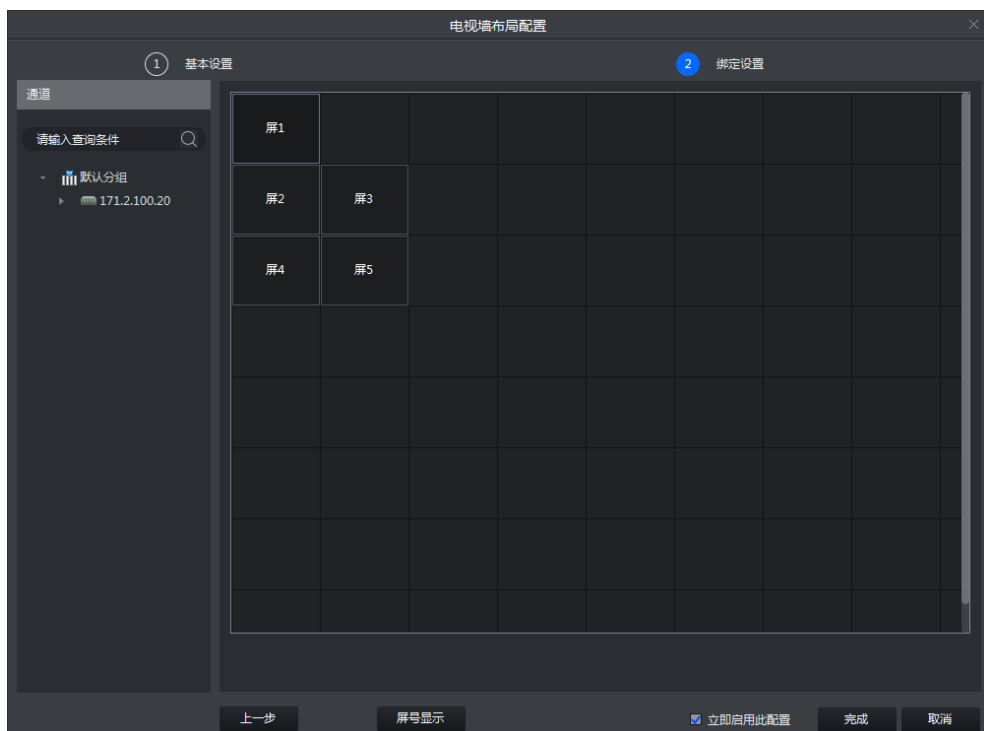 电视墙布局配置
1 基本设置
2 绑定设置
通道
请输入查询条件
默认分组
171.2.100.20
屏1
屏2 屏3
屏4 屏5
上一步 屏号显示 立即启用此配置 完成 取消